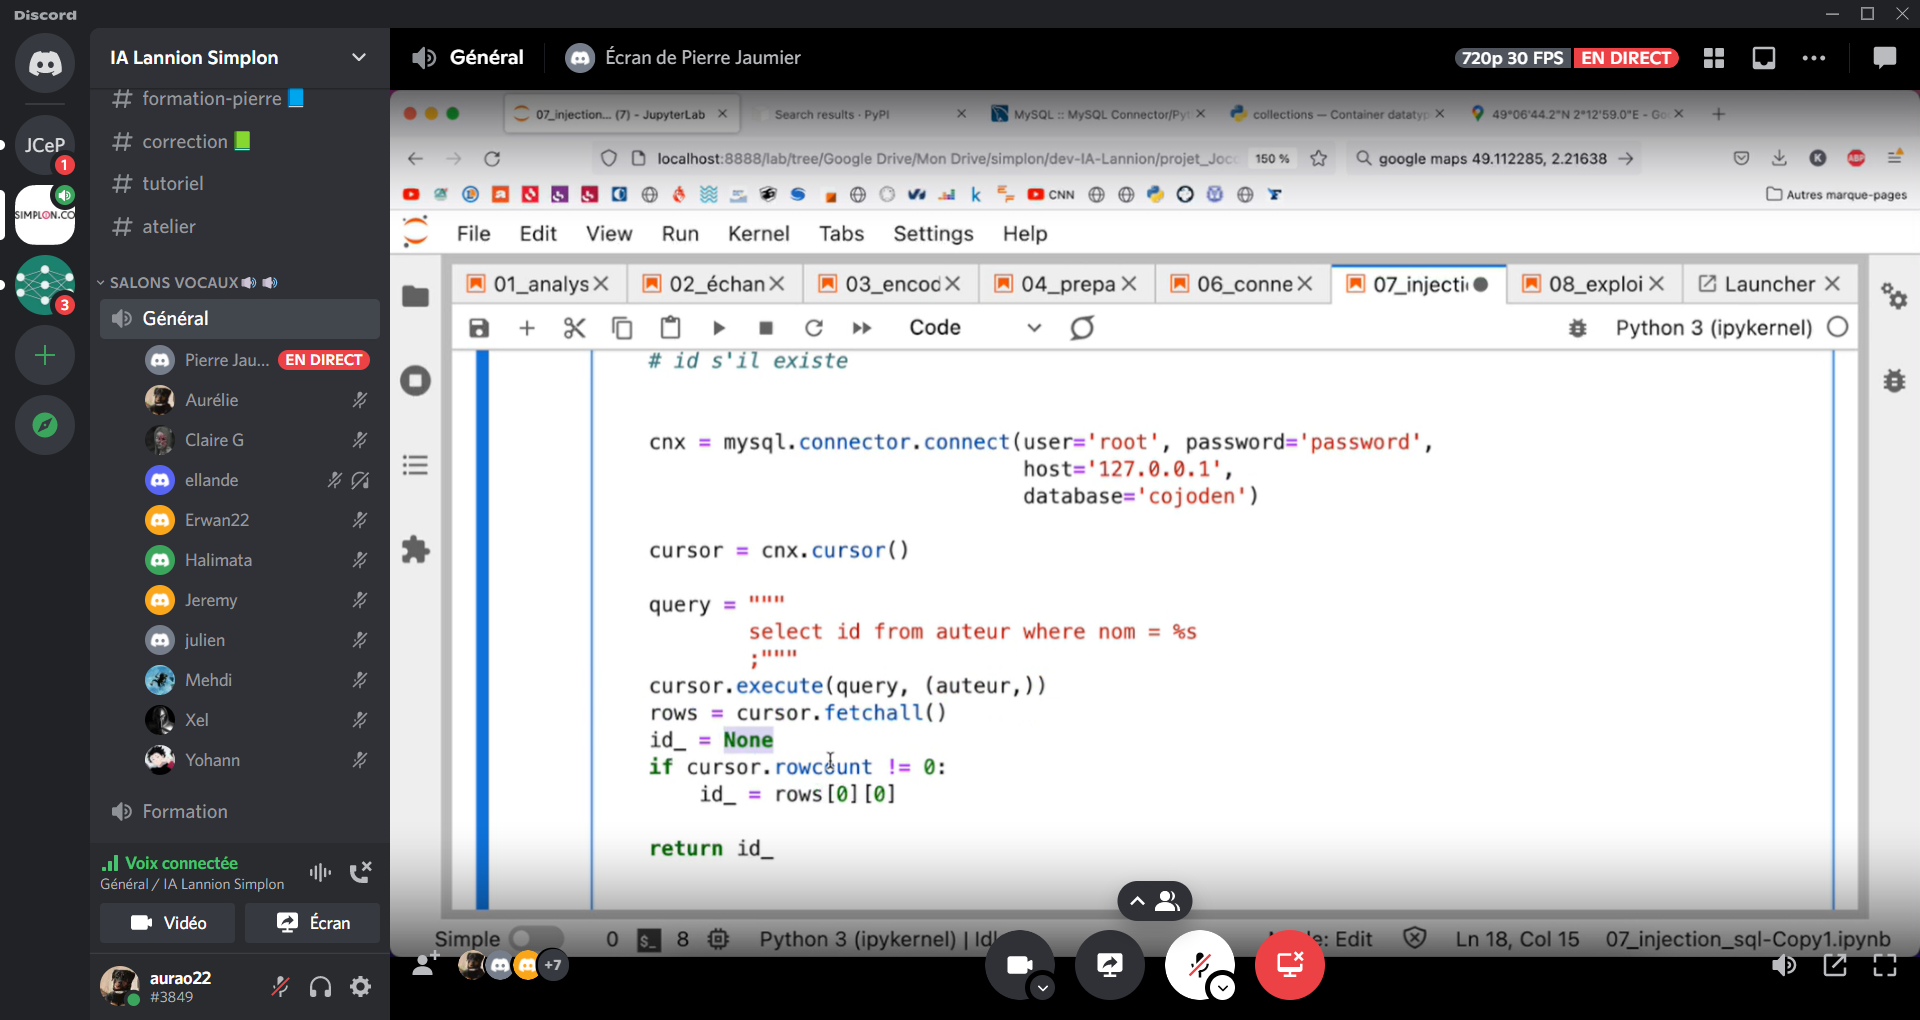 Discord
IA Lannion Simplon
formation-pierre
correction
tutoriel
atelier
SALONS VOCAUX
Général
Pierre Jau... EN DIRECT
Aurélie
Claire G
ellande
Erwan22
Halimata
Jeremy
julien
Mehdi
Xel
Yohann
Formation
Voix connectée
Général / IA Lannion Simplon
Vidéo
Écran
aurao22
#3849
JCeP
1
SIMPLON.CO
3
Général
Écran de Pierre Jaumier
720p 30 FPS EN DIRECT
07_injection... (7) - JupyterLab
Search results · PyPI
MySQL :: MySQL Connector/Pyt
collections — Container datatyp
49°06'44.2"N 2°12'59.0"E - Go
localhost:8888/lab/tree/Google Drive/Mon Drive/simplon/dev-IA-Lannion/projet_Joco
150 %
google maps 49.112285, 2.21638
K
ABP
k
CNN
Autres marque-pages
File Edit View Run Kernel Tabs Settings Help
01_analys
02_échan
03_encod
04_prepa
06_conne
07_injecti
08_exploi
Launcher
Code
Python 3 (ipykernel)
# id s'il existe
cnx = mysql.connector.connect(user='root', password='password',
host='127.0.0.1',
database='cojoden')
cursor = cnx.cursor()
query = """
select id from auteur where nom = %s
;"""
cursor.execute(query, (auteur,))
rows = cursor.fetchall()
id_ = None
if cursor.rowcount != 0:
id_ = rows[0][0]
return id_
Simple
0
$_
8
Python 3 (ipykernel) | Idl
e: Edit
Ln 18, Col 15
07_injection_sql-Copy1.ipynb
+7